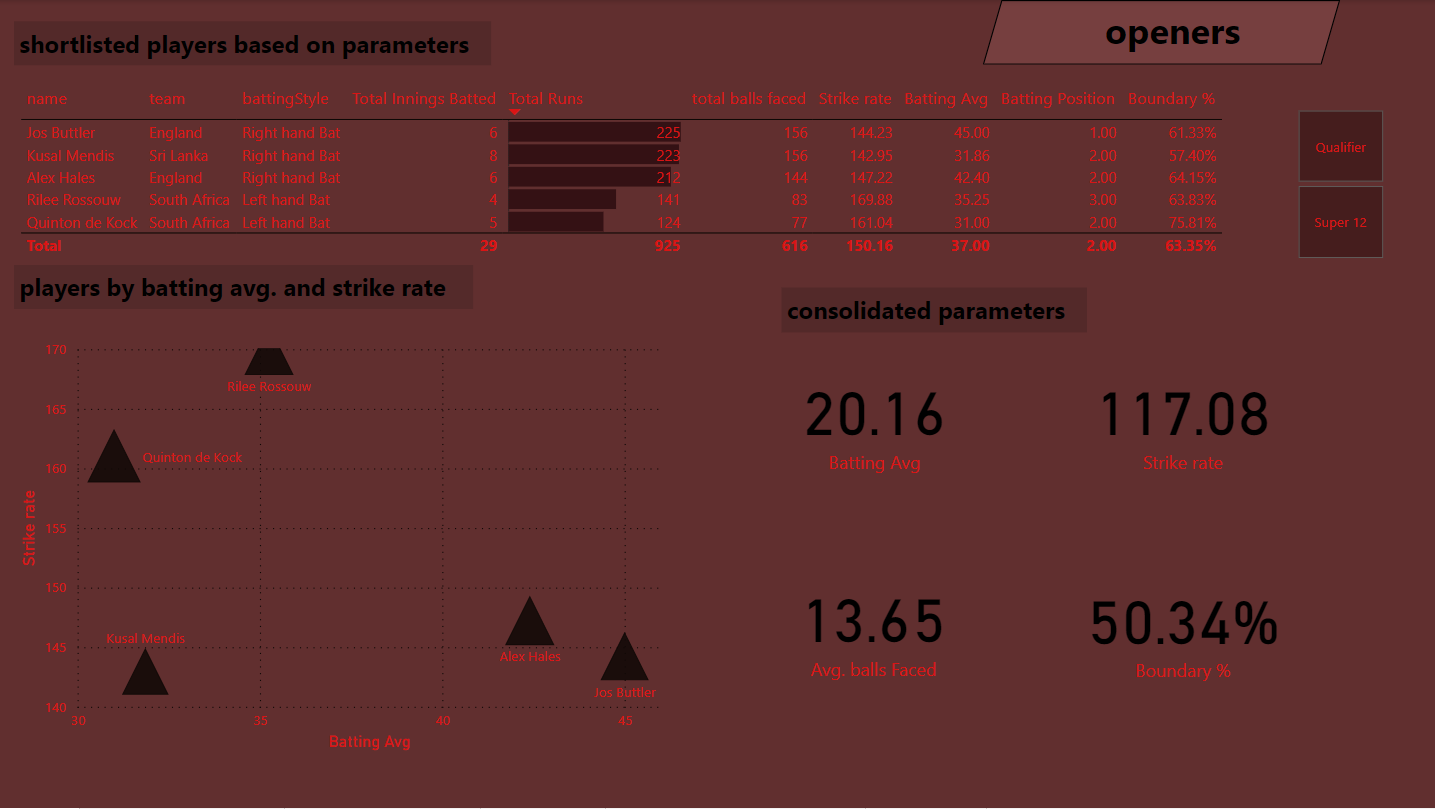 openers
shortlisted players based on parameters
name team battingStyle Total Innings Batted Total Runs total balls faced Strike rate Batting Avg Batting Position Boundary %
Jos Buttler England Right hand Bat 6 225 156 144.23 45.00 1.00 61.33%
Kusal Mendis Sri Lanka Right hand Bat 8 223 156 142.95 31.86 2.00 57.40%
Alex Hales England Right hand Bat 6 212 144 147.22 42.40 2.00 64.15%
Rilee Rossouw South Africa Left hand Bat 4 141 83 169.88 35.25 3.00 63.83%
Quinton de Kock South Africa Left hand Bat 5 124 77 161.04 31.00 2.00 75.81%
Total 29 925 616 150.16 37.00 2.00 63.35%
Qualifier
Super 12
players by batting avg. and strike rate
Strike rate
170
165
160
155
150
145
140
Rilee Rossouw
Quinton de Kock
Kusal Mendis
Alex Hales
Jos Buttler
30 35 40 45
Batting Avg
consolidated parameters
20.16
Batting Avg
117.08
Strike rate
13.65
Avg. balls Faced
50.34%
Boundary %